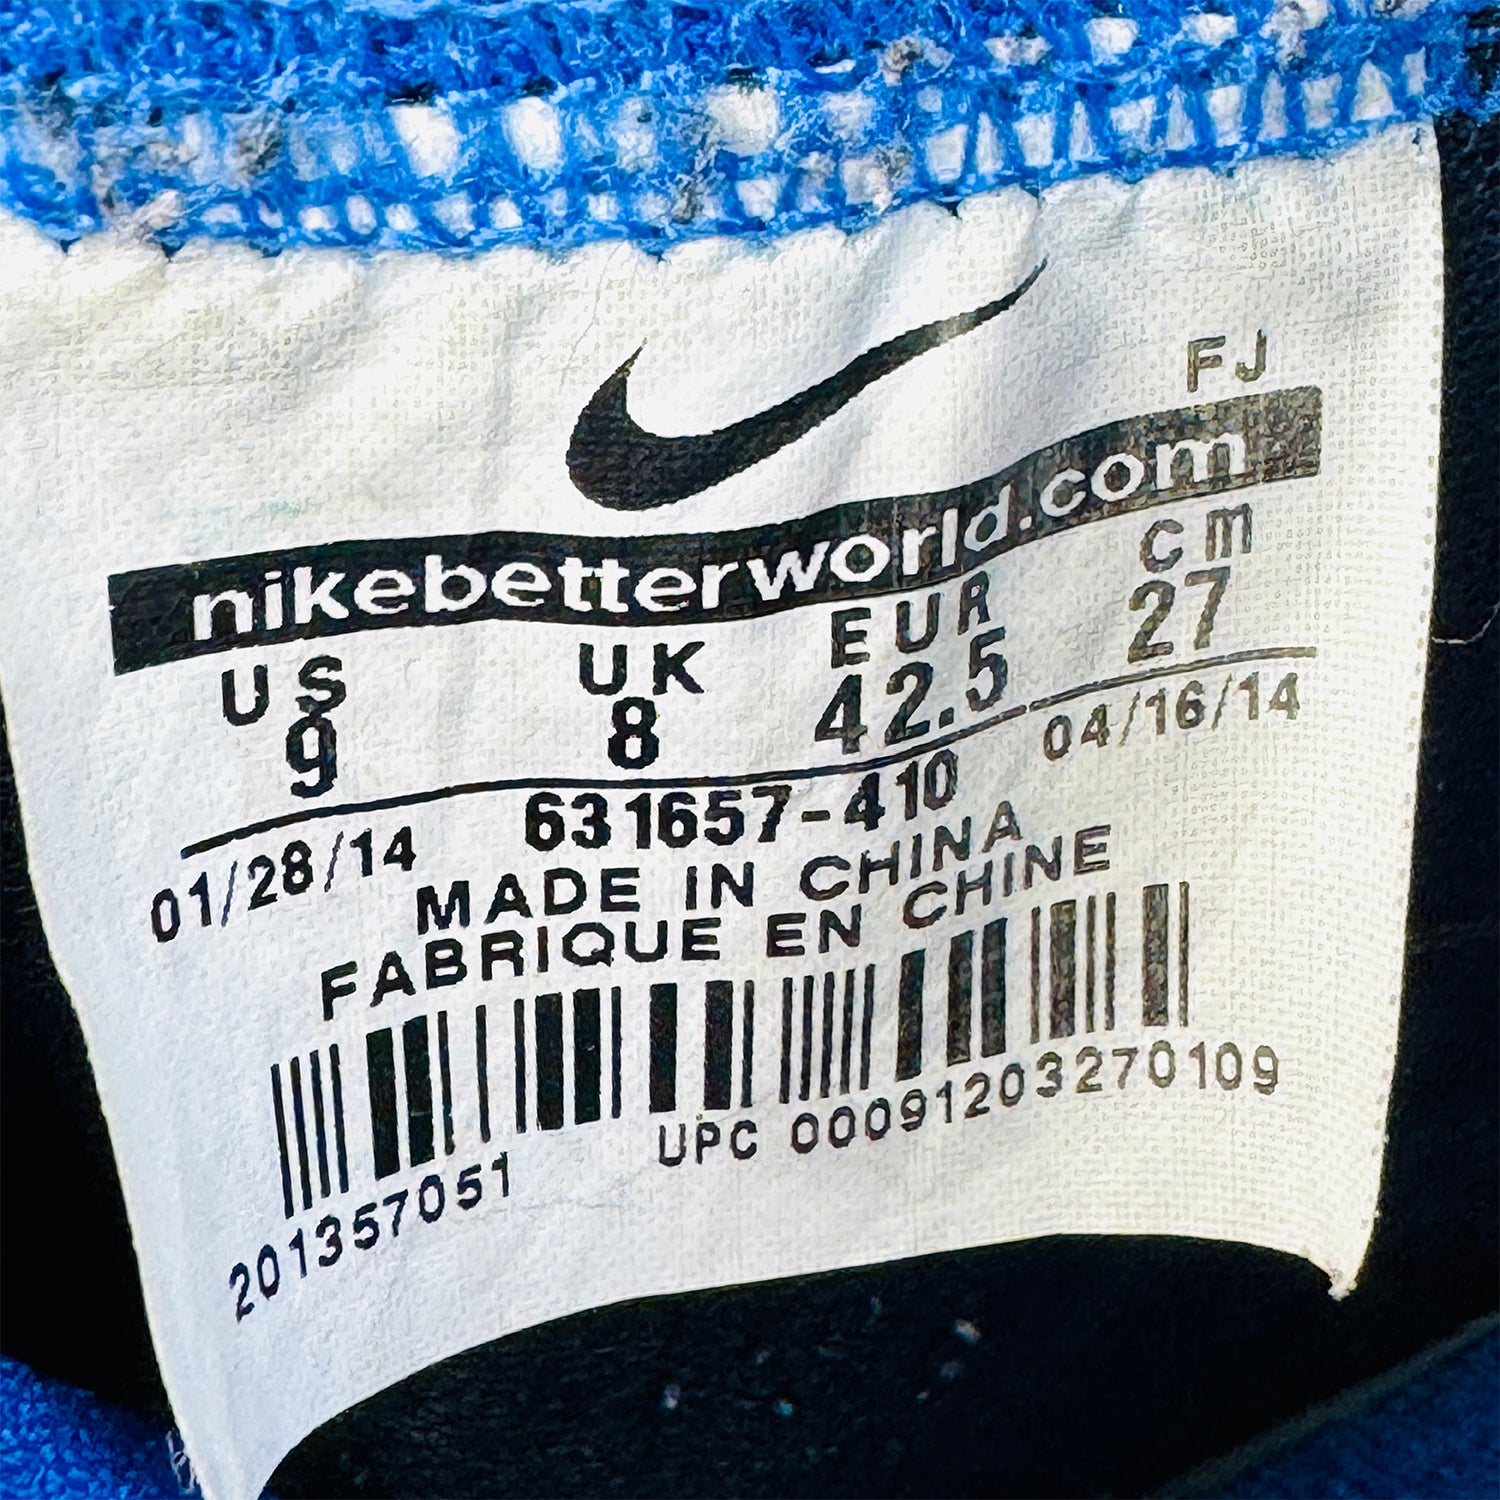 FJ
nikebetterworld.com
US UK EUR cm
9 8 42.5 27
01/28/14 631657-410 04/16/14
MADE IN CHINA
FABRIQUE EN CHINE
UPC 00091203270109
201357051